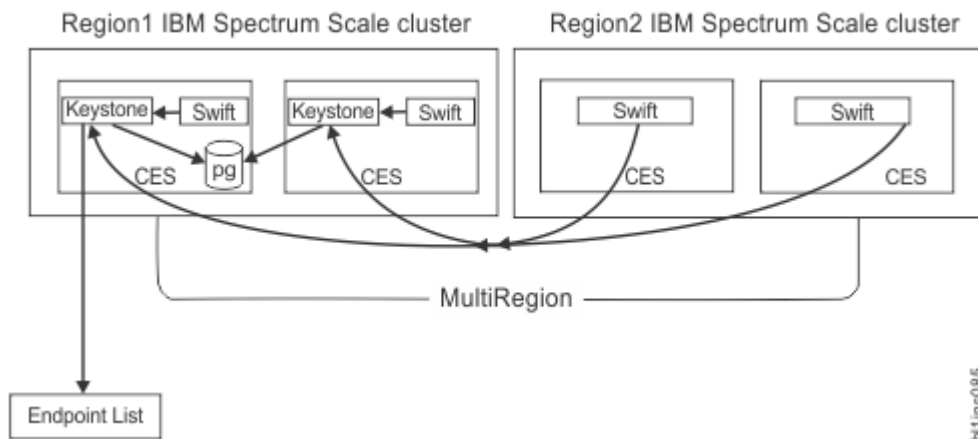 Region1 IBM Spectrum Scale cluster
Region2 IBM Spectrum Scale cluster
Keystone
Swift
Keystone
Swift
Swift
Swift
pg
CES
CES
CES
CES
MultiRegion
Endpoint List